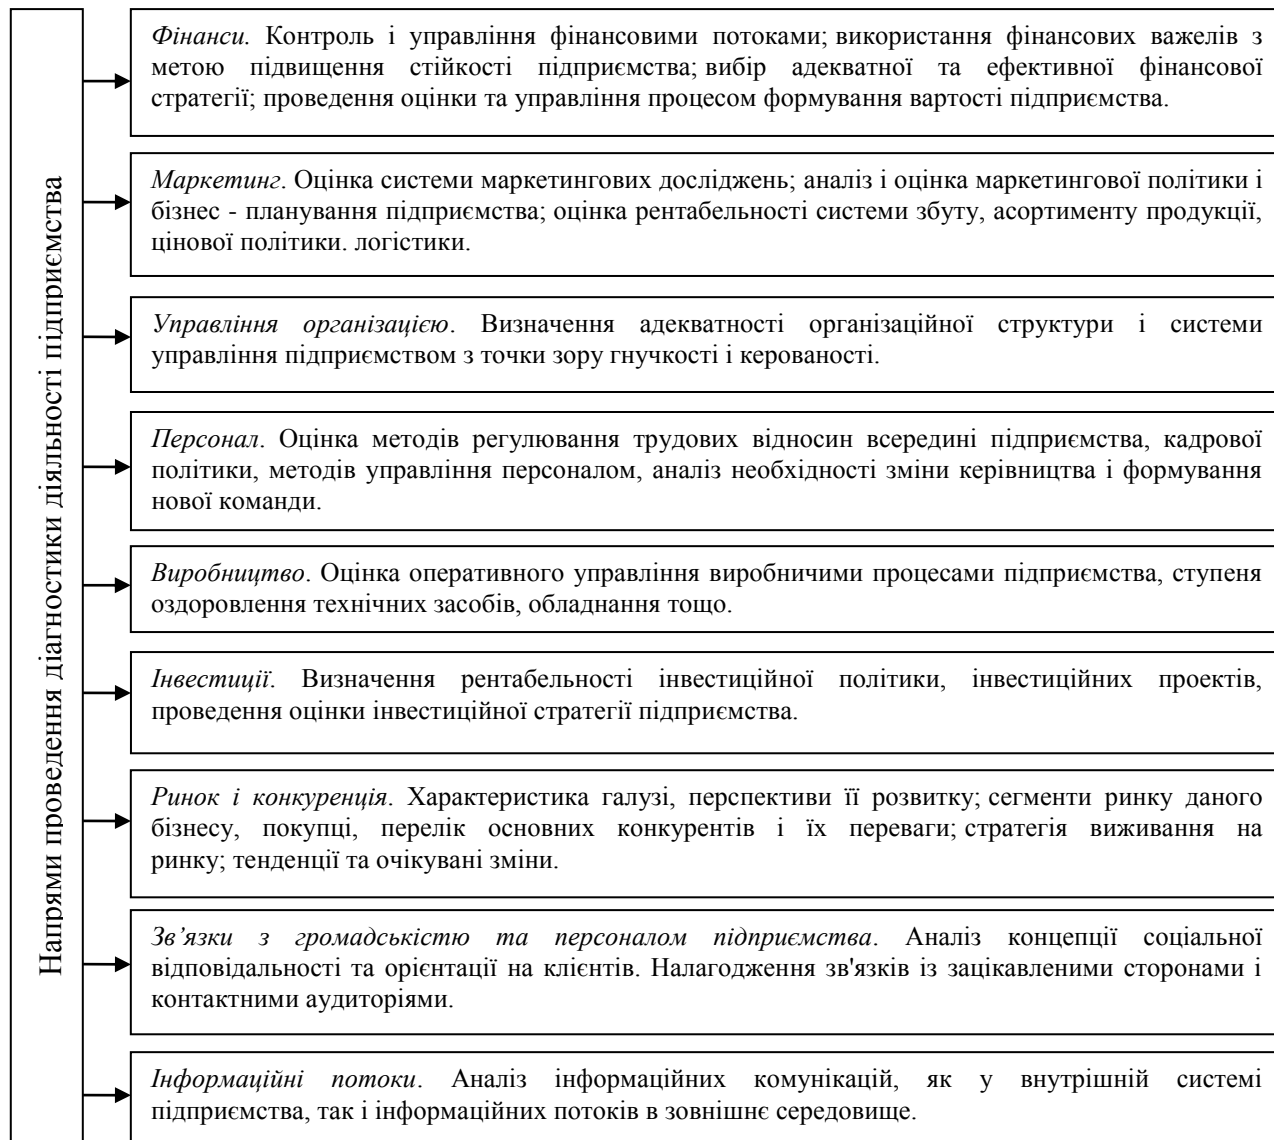 Напрями проведення діагностики діяльності підприємства
Фінанси. Контроль і управління фінансовими потоками; використання фінансових важелів з
метою підвищення стійкості підприємства; вибір адекватної та ефективної фінансової
стратегії; проведення оцінки та управління процесом формування вартості підприємства.
Маркетинг. Оцінка системи маркетингових досліджень; аналіз і оцінка маркетингової політики і
бізнес - планування підприємства; оцінка рентабельності системи збуту, асортименту продукції,
цінової політики. логістики.
Управління організацією. Визначення адекватності організаційної структури і системи
управління підприємством з точки зору гнучкості і керованості.
Персонал. Оцінка методів регулювання трудових відносин всередині підприємства, кадрової
політики, методів управління персоналом, аналіз необхідності зміни керівництва і формування
нової команди.
Виробництво. Оцінка оперативного управління виробничими процесами підприємства, ступеня
оздоровлення технічних засобів, обладнання тощо.
Інвестиції. Визначення рентабельності інвестиційної політики, інвестиційних проектів,
проведення оцінки інвестиційної стратегії підприємства.
Ринок і конкуренція. Характеристика галузі, перспективи її розвитку; сегменти ринку даного
бізнесу, покупці, перелік основних конкурентів і їх переваги; стратегія виживання на
ринку; тенденції та очікувані зміни.
Зв’язки з громадськістю та персоналом підприємства. Аналіз концепції соціальної
відповідальності та орієнтації на клієнтів. Налагодження зв'язків із зацікавленими сторонами і
контактними аудиторіями.
Інформаційні потоки. Аналіз інформаційних комунікацій, як у внутрішній системі
підприємства, так і інформаційних потоків в зовнішнє середовище.